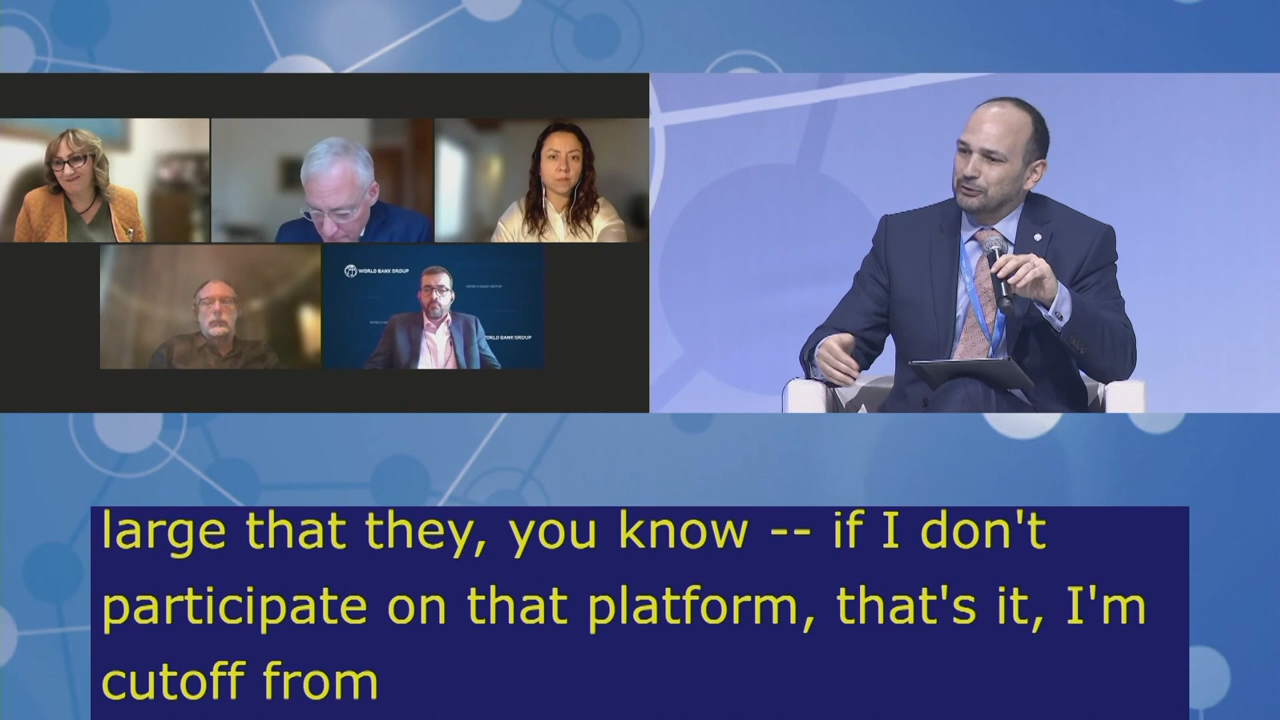 WORLD BANK GROUP
WORLD BANK GROUP
large that they, you know -- if I don't
participate on that platform, that's it, I'm
cutoff from